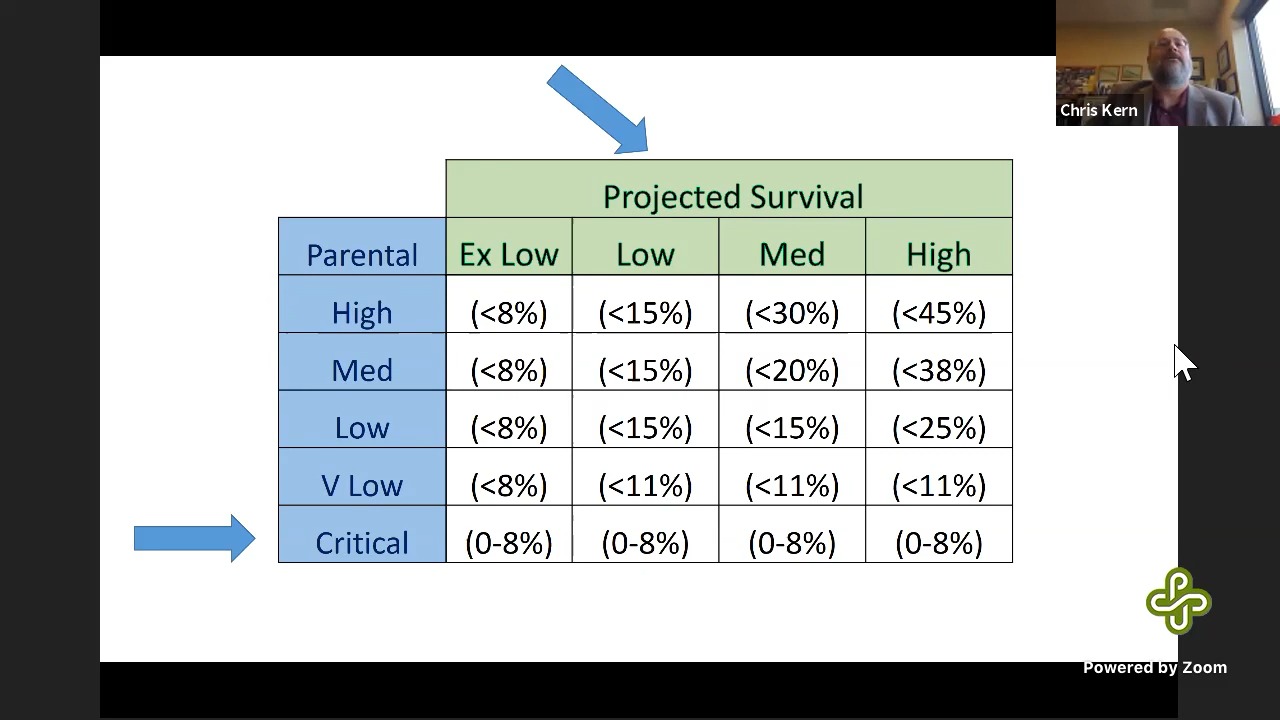 Chris Kern
Projected Survival
Parental Ex Low Low Med High
High (<8%) (<15%) (<30%) (<45%)
Med (<8%) (<15%) (<20%) (<38%)
Low (<8%) (<15%) (<15%) (<25%)
V Low (<8%) (<11%) (<11%) (<11%)
Critical (0-8%) (0-8%) (0-8%) (0-8%)
Powered by Zoom